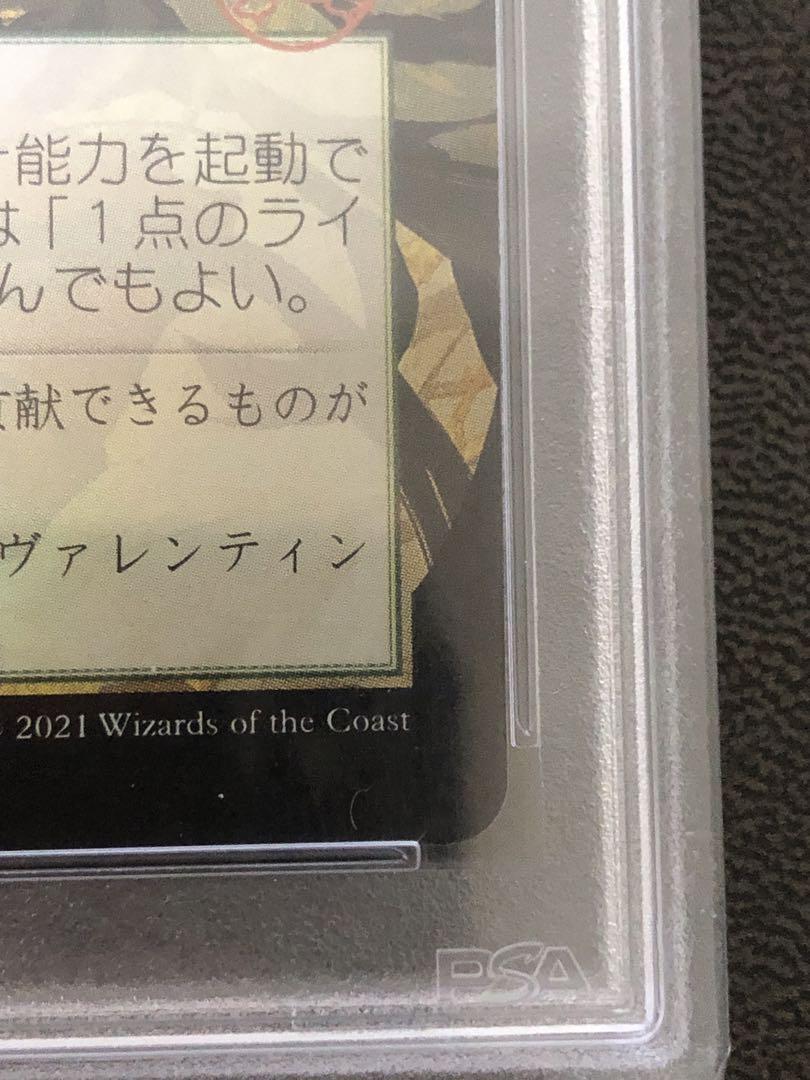 能力を起動で
は「1点のライ
んでもよい。
献できるものが
ヴァレンティン
2021 Wizards of the Coast
PSA